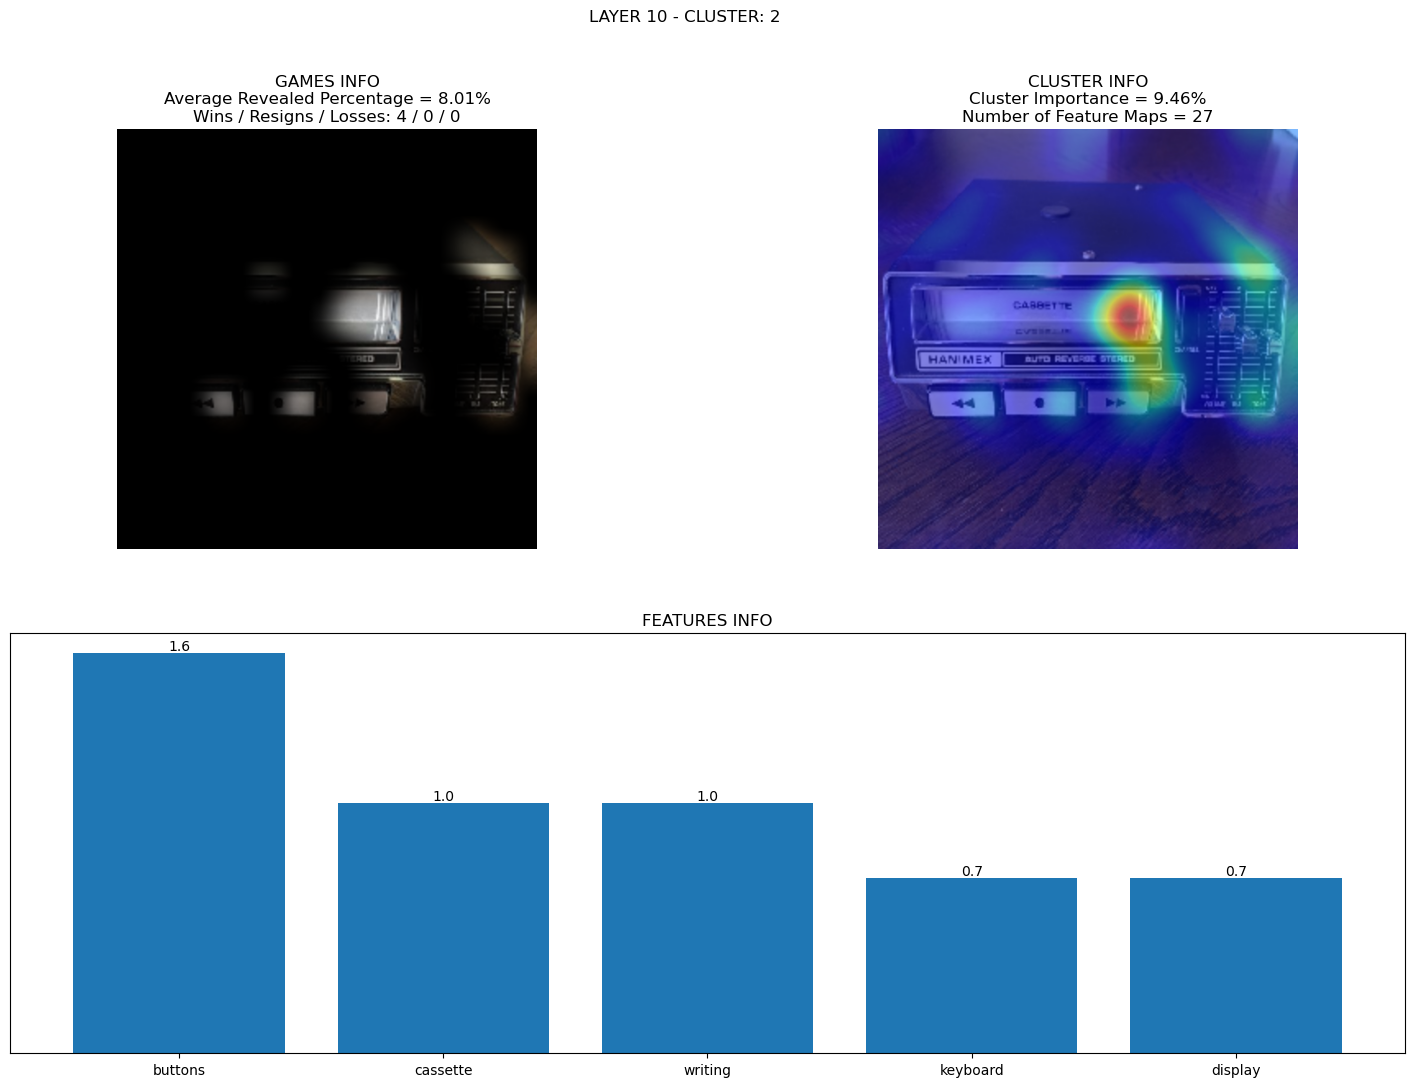 LAYER 10 - CLUSTER: 2
GAMES INFO
Average Revealed Percentage = 8.01%
Wins / Resigns / Losses: 4 / 0 / 0
CLUSTER INFO
Cluster Importance = 9.46%
Number of Feature Maps = 27
TERED
CASSETTE
HANIMEX
AUTO REVERSE STEREO
FEATURES INFO
1.6
1.0
1.0
0.7
0.7
buttons
cassette
writing
keyboard
display